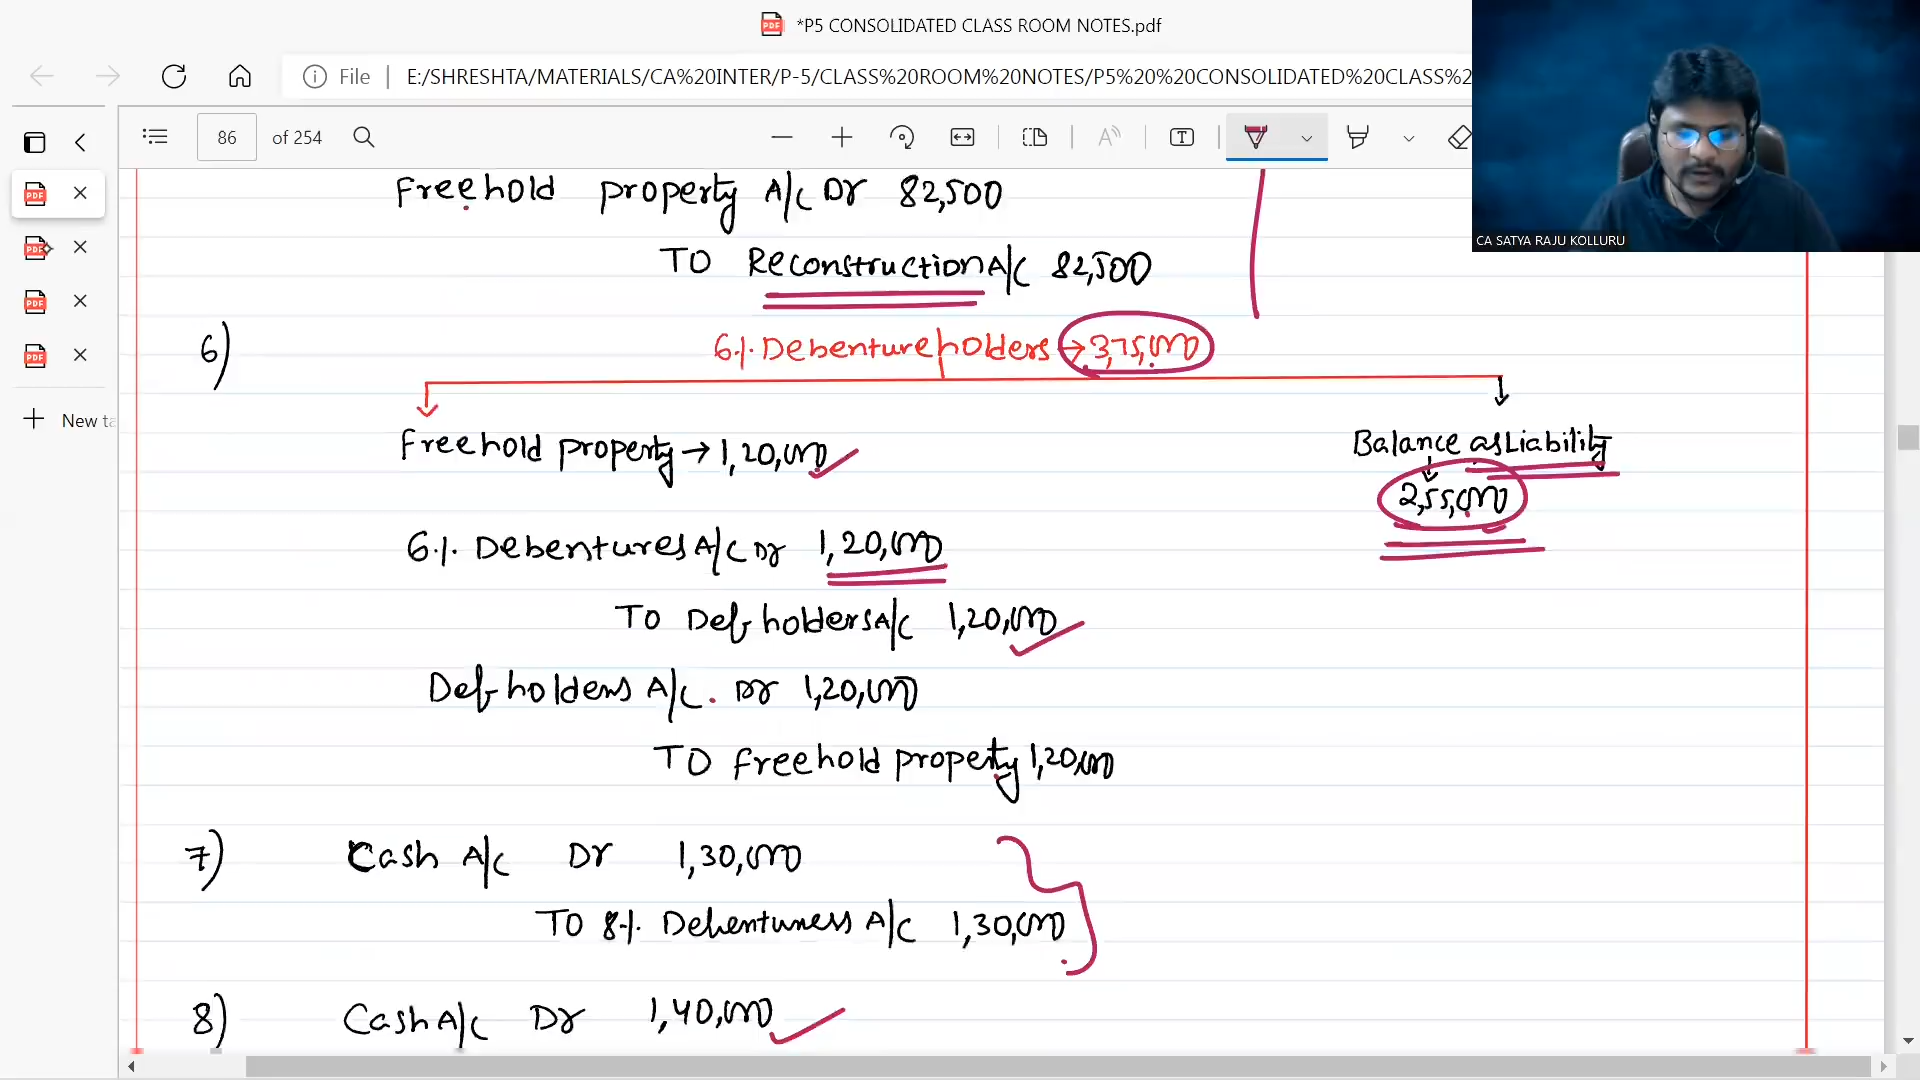 *P5 CONSOLIDATED CLASS ROOM NOTES.pdf
File E:/SHRESHTA/MATERIALS/CA%20INTER/P-5/CLASS%20ROOM%20NOTES/P5%20%20CONSOLIDATED%20CLASS%2
86 of 254
CA SATYA RAJU KOLLURU
New ta
Freehold property A/c Dr 82,500
TO Reconstruction A/c 82,500
6) 6%. Debentureholders → 3,75,000
Freehold property → 1,20,000 Balance as Liability
2,55,000
6%. Debentures A/c Dr 1,20,000
TO Deb-holders A/c 1,20,000
Deb-holders A/c. Dr 1,20,000
TO freehold property 1,20,000
7) Cash A/c Dr 1,30,000
TO 8%. Debentures A/c 1,30,000
8) Cash A/c Dr 1,40,000